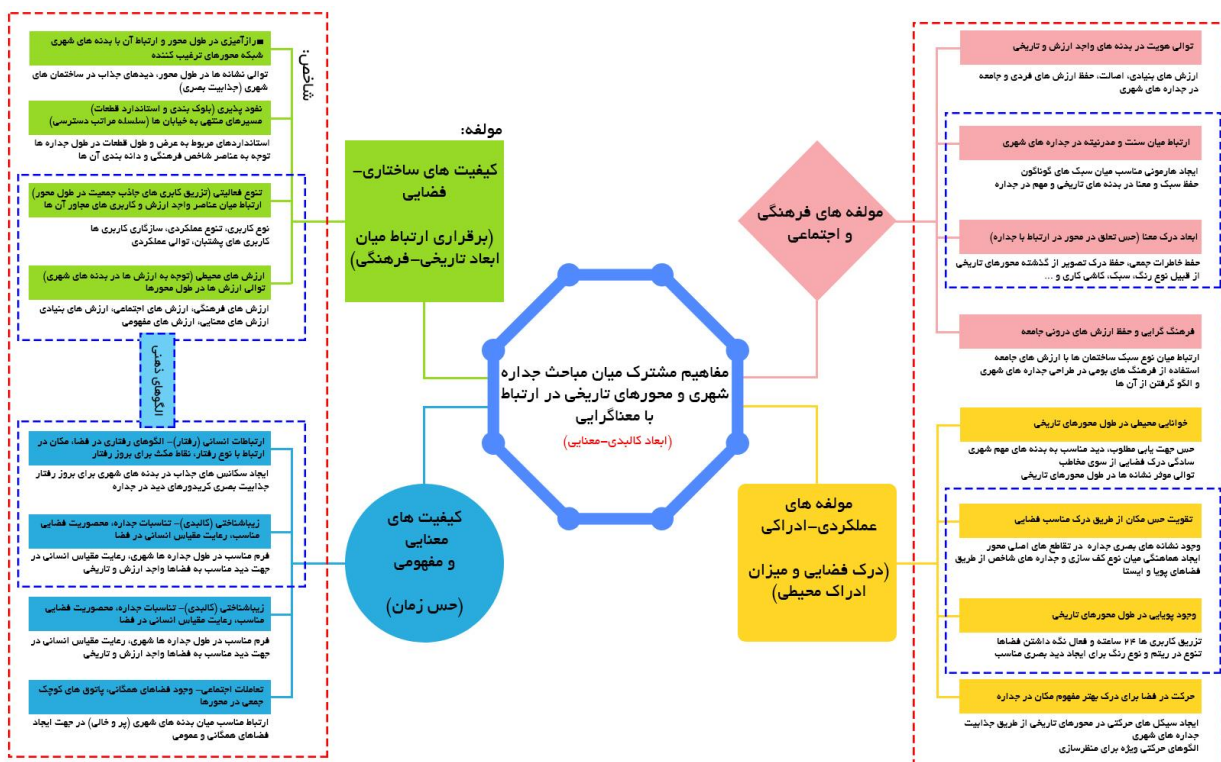 توالی هویت در بدنه های واجد ارزش و تاریخی
ارزش های بنیادی، اصالت، حفظ ارزش های فردی و جامعه
در جداره های شهری
ارتباط میان سنت و مدرنیته در جداره های شهری
ایجاد هارمونی مناسب میان سبک های گوناگون
حفظ سبک و معنا در بدنه های تاریخی و مهم در جداره
ابعاد درک معنا (حس تعلق در محور در ارتباط با جداره)
حفظ خاطرات جمعی، حفظ درک تصویر از گذشته محورهای تاریخی
از قبیل نوع رنگ، سبک، کاشی کاری و ...
فرهنگ گرایی و حفظ ارزش های درونی جامعه
ارتباط میان نوع سبک ساختمان ها با ارزش های جامعه
استفاده از فرهنگ های بومی در طراحی جداره های شهری
و الگو گرفتن از آن ها
مولفه های فرهنگی
و اجتماعی
خوانایی محیطی در طول محورهای تاریخی
حس جهت یابی مطلوب، دید مناسب به بدنه های مهم شهری
سادگی درک فضایی از سوی مخاطب
توالی موثر نشانه ها در طول محورهای تاریخی
تقویت حس مکان از طریق درک مناسب فضایی
وجود نشانه های بصری جداره در تقاطع های اصلی محور
ایجاد هماهنگی میان نوع کف سازی و جداره های شاخص از طریق
فضاهای پویا و ایستا
وجود پویایی در طول محورهای تاریخی
تزریق کاربری ها ۲۴ ساعته و فعال نگه داشتن فضاها
تنوع در ریتم و نوع رنگ برای ایجاد دید بصری مناسب
حرکت در فضا برای درک بهتر مفهوم مکان در جداره
ایجاد سیکل های حرکتی در محورهای تاریخی از طریق جذابیت
جداره های شهری
الگوهای حرکتی ویژه برای منظرسازی
مولفه های
عملکردی-ادراکی
(درک فضایی و میزان
ادراک محیطی)
مفاهیم مشترک میان مباحث جداره
شهری و محورهای تاریخی در ارتباط
با معناگرایی
(ابعاد کالبدی-معنایی)
مولفه:
کیفیت های ساختاری-
فضایی
(برقراری ارتباط میان
ابعاد تاریخی-فرهنگی)
کیفیت های
معنایی
و مفهومی
(حس زمان)
شاخص:
رازآمیزی در طول محور و ارتباط آن با بدنه های شهری
شبکه محورهای ترغیب کننده
توالی نشانه ها در طول محور، دیدهای جذاب در ساختمان های
شهری (جذابیت بصری)
نفوذ پذیری (بلوک بندی و استاندارد قطعات)
مسیرهای منتهی به خیابان ها (سلسله مراتب دسترسی)
استانداردهای مربوط به عرض و طول قطعات در طول جداره ها
توجه به عناصر شاخص فرهنگی و دانه بندی آن ها
تنوع فعالیتی (تزریق کابری های جاذب جمعیت در طول محور)
ارتباط میان عناصر واجد ارزش و کاربری های مجاور آن ها
نوع کاربری، تنوع عملکردی، سازگاری کاربری ها
کاربری های پشتبان، توالی عملکردی
ارزش های محیطی (توجه به ارزش ها در بدنه های شهری)
توالی ارزش ها در طول محورها
ارزش های فرهنگی، ارزش های اجتماعی، ارزش های بنیادی
ارزش های معنایی، ارزش های مفهومی
الگوهای ذهنی
ارتباطات انسانی (رفتار)- الگوهای رفتاری در فضا، مکان در
ارتباط با نوع رفتار، نقاط مکث برای بروز رفتار
ایجاد سکانس های جذاب در بدنه های شهری برای بروز رفتار
جذابیت بصری کریدورهای دید در جداره
زیباشناختی (کالبدی)- تناسبات جداره، محصوریت فضایی
مناسب، رعایت مقیاس انسانی در فضا
فرم مناسب در طول جداره ها شهری، رعایت مقیاس انسانی در
جهت دید مناسب به فضاها واجد ارزش و تاریخی
زیباشناختی (کالبدی)- تناسبات جداره، محصوریت فضایی
مناسب، رعایت مقیاس انسانی در فضا
فرم مناسب در طول جداره ها شهری، رعایت مقیاس انسانی در
جهت دید مناسب به فضاها واجد ارزش و تاریخی
تعاملات اجتماعی- وجود فضاهای همگانی، پاتوق های کوچک
جمعی در محورها
ارتباط مناسب میان بدنه های شهری (پر و خالی) در جهت ایجاد
فضاهای همگانی و عمومی